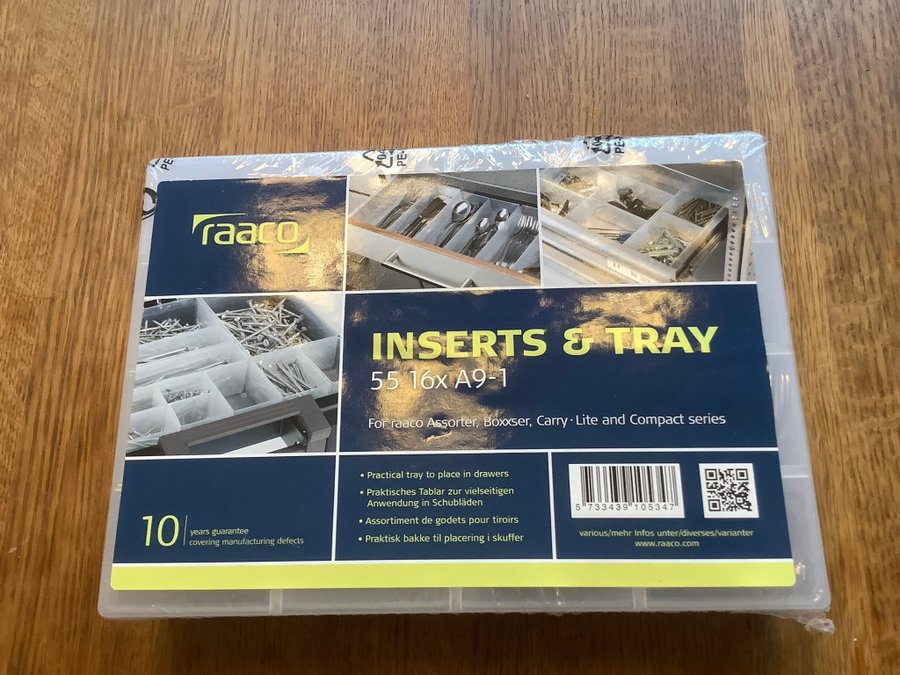 raaco
INSERTS & TRAY
55 16x A9-1
For raaco Assorter, Boxxser, Carry·Lite and Compact series
10 years guarantee
covering manufacturing defects
• Practical tray to place in drawers
• Praktisches Tablar zur vielseitigen
Anwendung in Schubläden
• Assortiment de godets pour tiroirs
• Praktisk bakke til placering i skuffer
5 733439 105347
various/mehr Infos unter/diverses/varianter
www.raaco.com